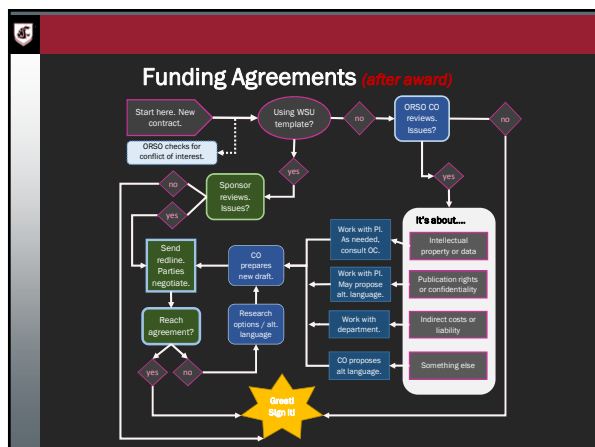 Funding Agreements (after award)
Start here. New
contract.
Using WSU
template?
no
ORSO CO
reviews.
Issues?
no
ORSO checks for
conflict of interest.
yes
yes
no
Sponsor
reviews.
Issues?
yes
It's about....
Work with PI.
As needed,
consult OC.
Intellectual
property or data
Send
redline.
Parties
negotiate.
CO
prepares
new draft.
Work with PI.
May propose
alt. language.
Publication rights
or confidentiality
Reach
agreement?
Research
options / alt.
language
Work with
department.
Indirect costs or
liability
yes
no
CO proposes
alt language.
Something else
Great!
Sign it!